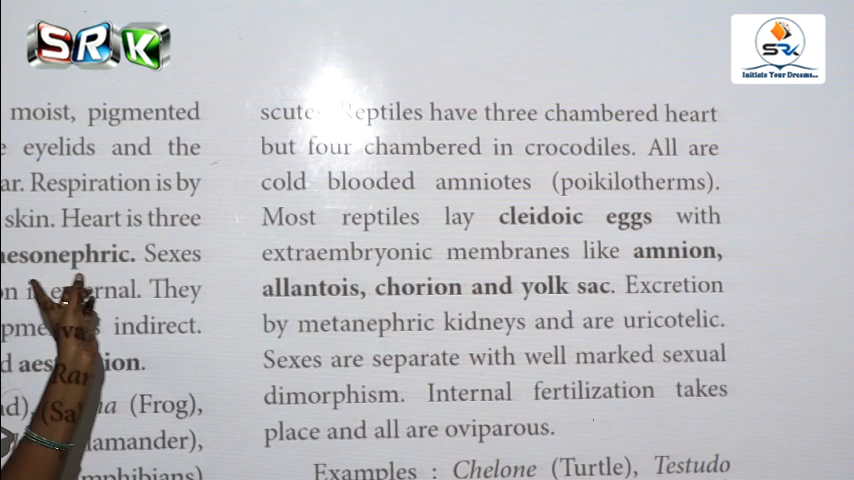 SRK
SRK
Initiate Your Dreams...
moist, pigmented
eyelids and the
Respiration is by
skin. Heart is three
Sexes
They
indirect.
(Frog),
scute Reptiles have three chambered heart
but four chambered in crocodiles. All are
cold blooded amniotes (poikilotherms).
Most reptiles lay cleidoic eggs with
extraembryonic membranes like amnion,
allantois, chorion and yolk sac. Excretion
by metanephric kidneys and are uricotelic.
Sexes are separate with well marked sexual
dimorphism. Internal fertilization takes
place and all are oviparous.
Examples : Chelone (Turtle), Testudo